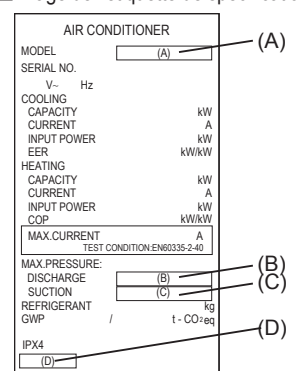 AIR CONDITIONER
MODEL (A) (A)
SERIAL NO.
V~ Hz
COOLING
CAPACITY kW
CURRENT A
INPUT POWER kW
EER kW/kW
HEATING
CAPACITY kW
CURRENT A
INPUT POWER kW
COP kW/kW
MAX.CURRENT A
TEST CONDITION:EN60335-2-40
MAX.PRESSURE:
DISCHARGE (B) (B)
SUCTION (C) (C)
REFRIGERANT kg
GWP / t - CO2eq
IPX4
(D) (D)